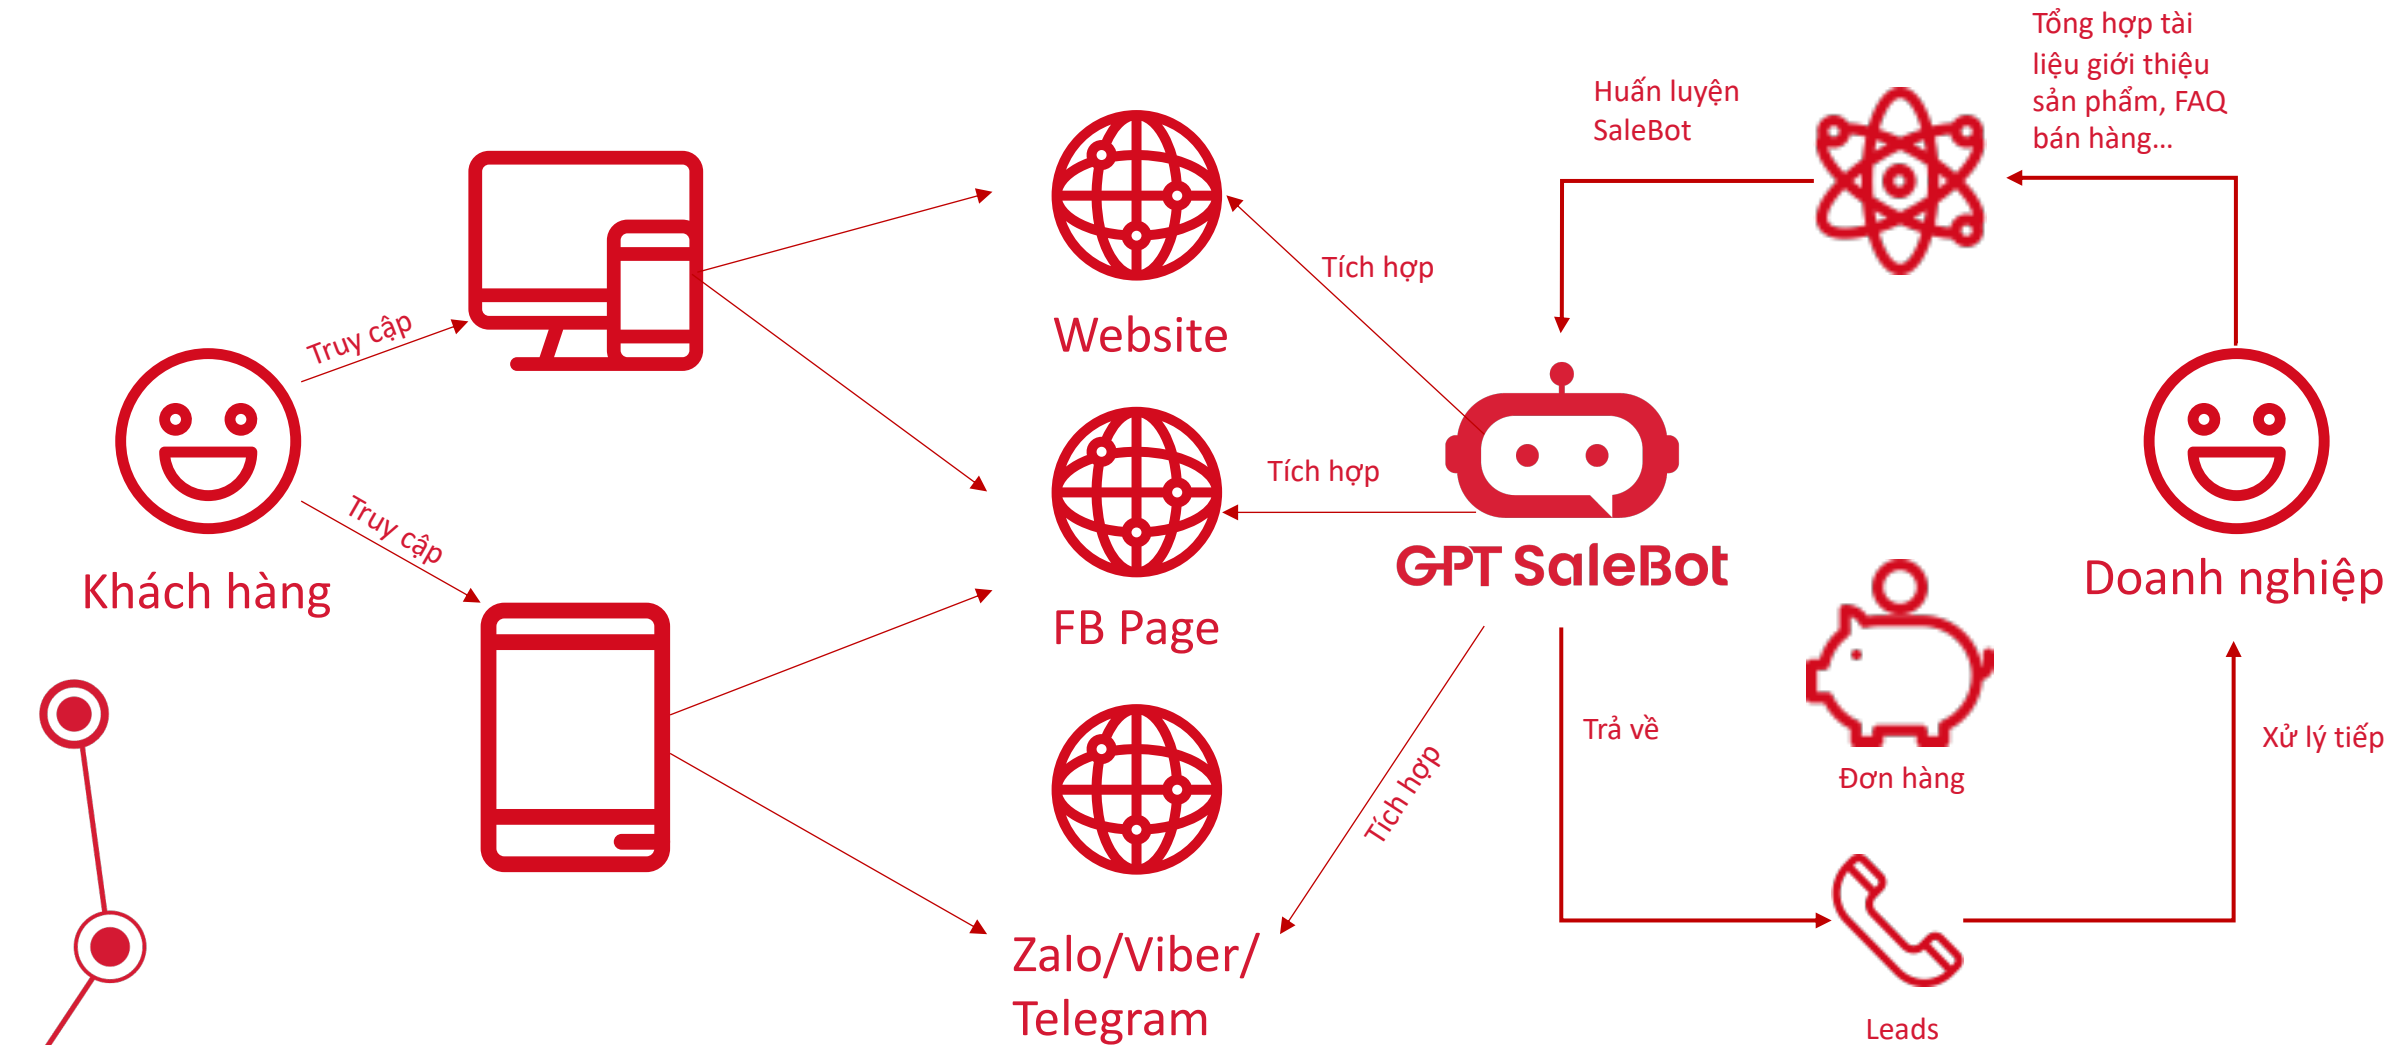 Tổng hợp tài
liệu giới thiệu
sản phẩm, FAQ
bán hàng...
Huấn luyện
SaleBot
Tích hợp
Truy cập
Website
Tích hợp
Truy cập
GPT SaleBot
Khách hàng
Doanh nghiệp
FB Page
Trả về
Xử lý tiếp
Đơn hàng
Tích hợp
Zalo/Viber/
Telegram
Leads